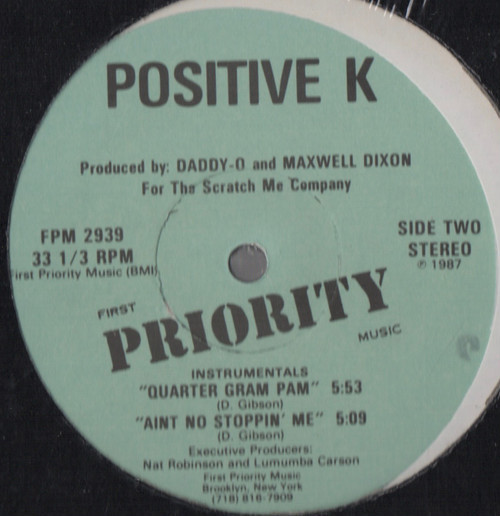 POSITIVE K
Produced by: DADDY-O and MAXWELL DIXON
For The Scratch Me Company
FPM 2939
33 1/3 RPM
First Priority Music (BMI)
SIDE TWO
STEREO
℗ 1987
FIRST
PRIORITY
MUSIC
INSTRUMENTALS
"QUARTER GRAM PAM" 5:53
(D. Gibson)
"AINT NO STOPPIN' ME" 5:09
(D. Gibson)
Executive Producers:
Nat Robinson and Lumumba Carson
First Priority Music
Brooklyn, New York
(718) 816-7909